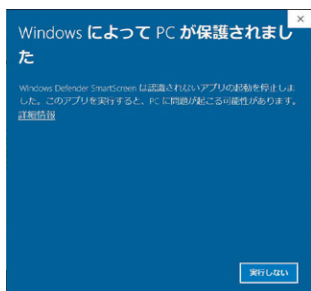 Windows によって PC が保護されまし
た
Windows Defender SmartScreen は認識されないアプリの起動を停止しま
した。このアプリを実行すると、PC に問題が起こる可能性があります。
詳細情報
実行しない